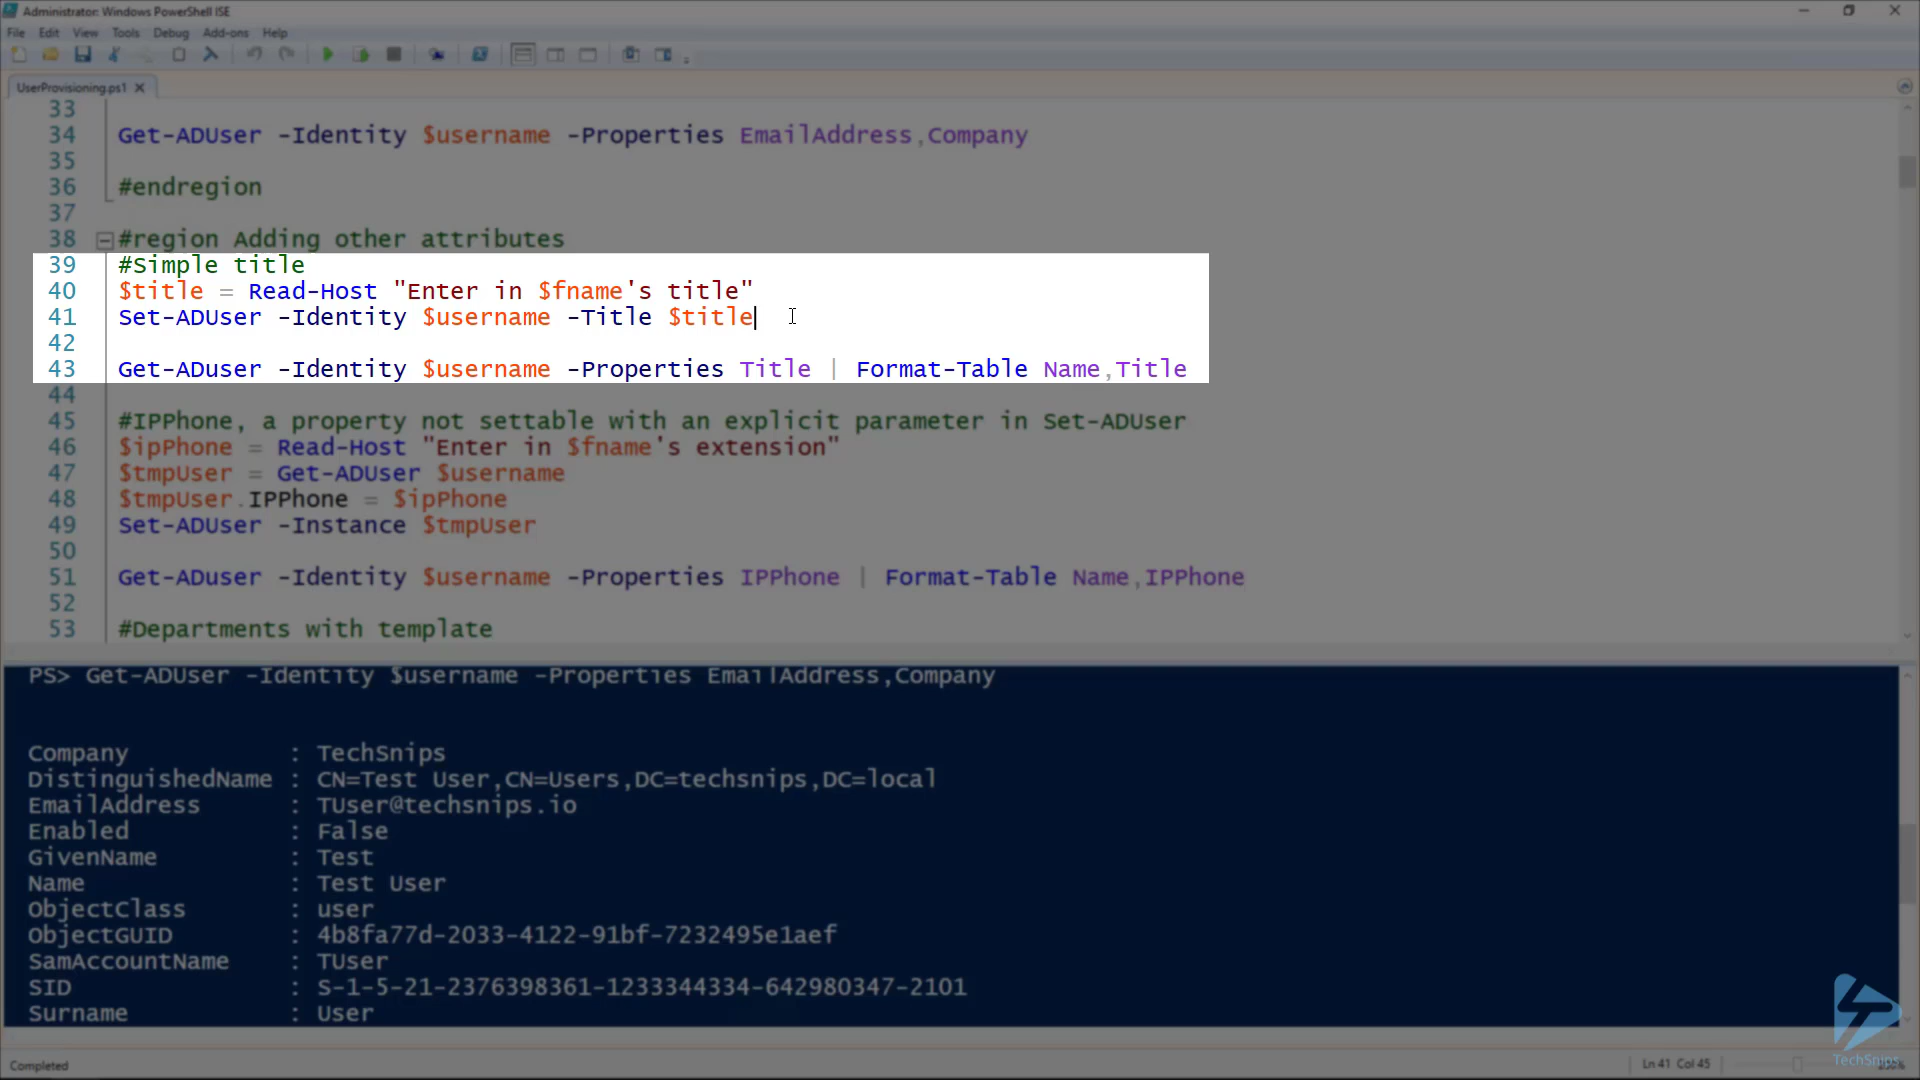 Administrator: Windows PowerShell ISE
File Edit View Tools Debug Add-ons Help
UserProvisioning.ps1
33
34 Get-ADUser -Identity $username -Properties EmailAddress,Company
35
36 #endregion
37
38 #region Adding other attributes
39 #Simple title
40 $title = Read-Host "Enter in $fname's title"
41 Set-ADUser -Identity $username -Title $title
42
43 Get-ADuser -Identity $username -Properties Title | Format-Table Name,Title
44
45 #IPPhone, a property not settable with an explicit parameter in Set-ADUser
46 $ipPhone = Read-Host "Enter in $fname's extension"
47 $tmpUser = Get-ADUser $username
48 $tmpUser.IPPhone = $ipPhone
49 Set-ADUser -Instance $tmpUser
50
51 Get-ADuser -Identity $username -Properties IPPhone | Format-Table Name,IPPhone
52
53 #Departments with template
PS> Get-ADUser -Identity $username -Properties EmailAddress,Company
Company : TechSnips
DistinguishedName : CN=Test User,CN=Users,DC=techsnips,DC=local
EmailAddress : TUser@techsnips.io
Enabled : False
GivenName : Test
Name : Test User
ObjectClass : user
ObjectGUID : 4b8fa77d-2033-4122-91bf-7232495e1aef
SamAccountName : TUser
SID : S-1-5-21-2376398361-1233344334-642980347-2101
Surname : User
Completed
Ln 41 Col 45
TechSnips